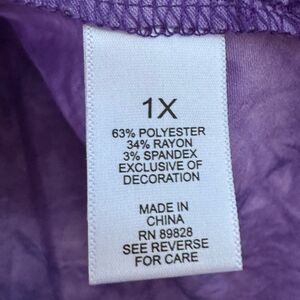 1X
63% POLYESTER
34% RAYON
3% SPANDEX
EXCLUSIVE OF
DECORATION
MADE IN
CHINA
RN 89828
SEE REVERSE
FOR CARE